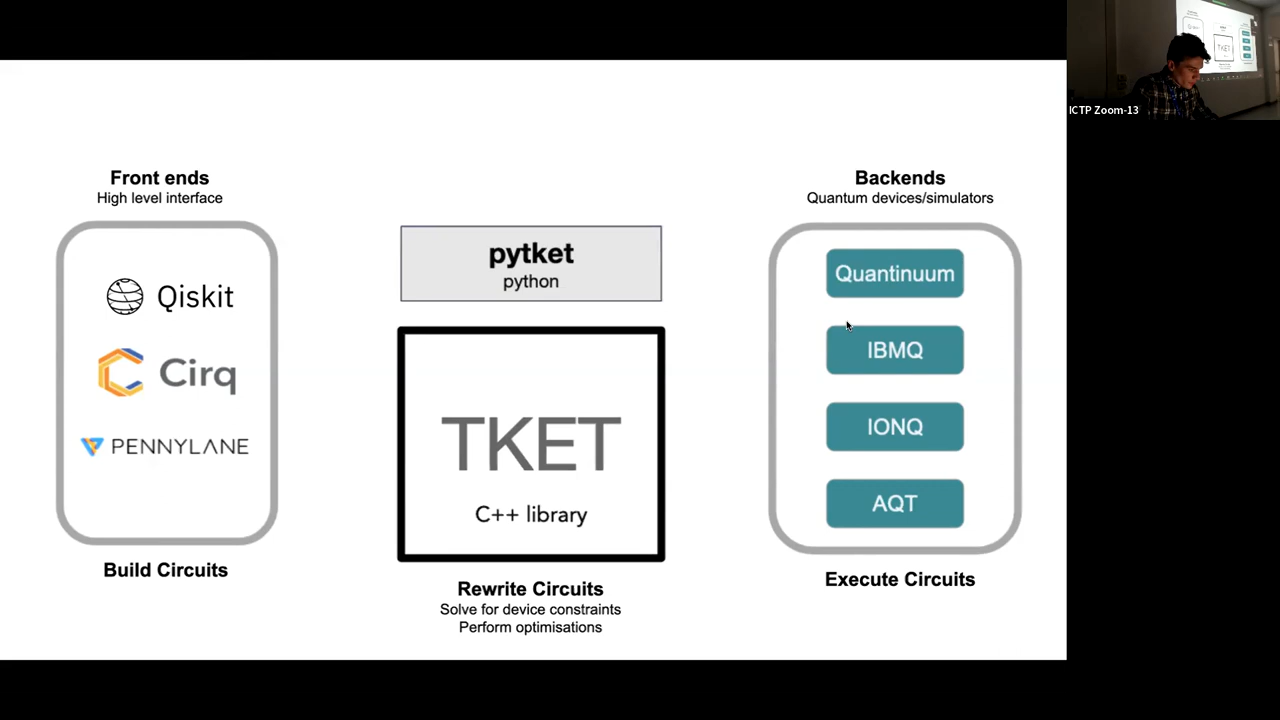 Front ends
High level interface
Qiskit
Cirq
PENNYLANE
Build Circuits
pytket
python
TKET
C++ library
Rewrite Circuits
Solve for device constraints
Perform optimisations
Backends
Quantum devices/simulators
Quantinuum
IBMQ
IONQ
AQT
Execute Circuits
TKET
ICTP Zoom-13